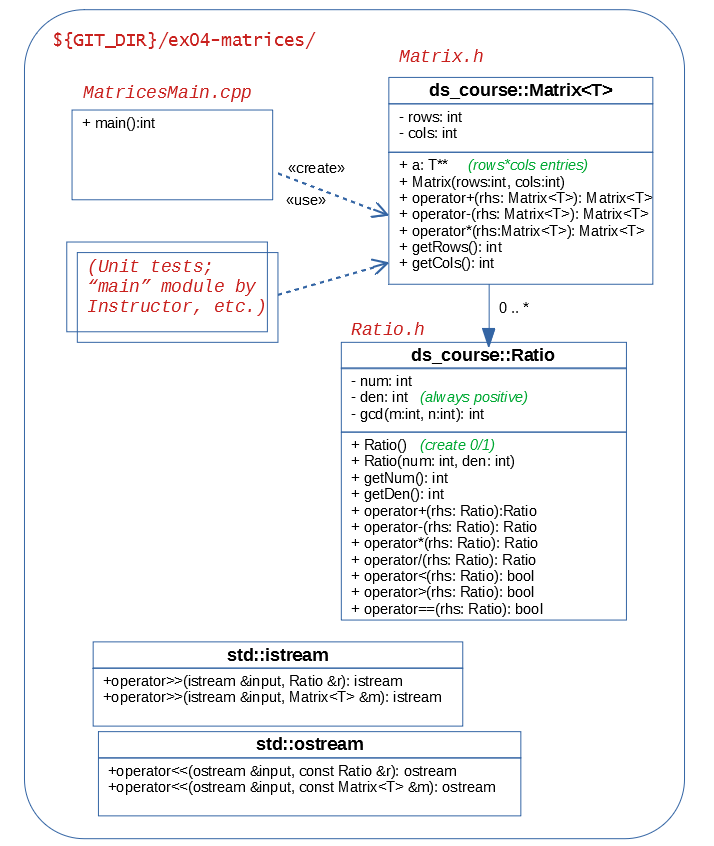 ${GIT_DIR}/ex04-matrices/
Matrix.h
MatricesMain.cpp
+ main():int
ds_course::Matrix<T>
- rows: int
- cols: int
+ a: T** (rows*cols entries)
+ Matrix(rows:int, cols:int)
+ operator+(rhs: Matrix<T>): Matrix<T>
+ operator-(rhs: Matrix<T>): Matrix<T>
+ operator*(rhs:Matrix<T>): Matrix<T>
+ getRows(): int
+ getCols(): int
«create»
«use»
(Unit tests;
“main” module by
Instructor, etc.)
0 .. *
Ratio.h
ds_course::Ratio
- num: int
- den: int (always positive)
- gcd(m:int, n:int): int
+ Ratio() (create 0/1)
+ Ratio(num: int, den: int)
+ getNum(): int
+ getDen(): int
+ operator+(rhs: Ratio):Ratio
+ operator-(rhs: Ratio): Ratio
+ operator*(rhs: Ratio): Ratio
+ operator/(rhs: Ratio): Ratio
+ operator<(rhs: Ratio): bool
+ operator>(rhs: Ratio): bool
+ operator==(rhs: Ratio): bool
std::istream
+operator>>(istream &input, Ratio &r): istream
+operator>>(istream &input, Matrix<T> &m): istream
std::ostream
+operator<<(ostream &input, const Ratio &r): ostream
+operator<<(ostream &input, const Matrix<T> &m): ostream